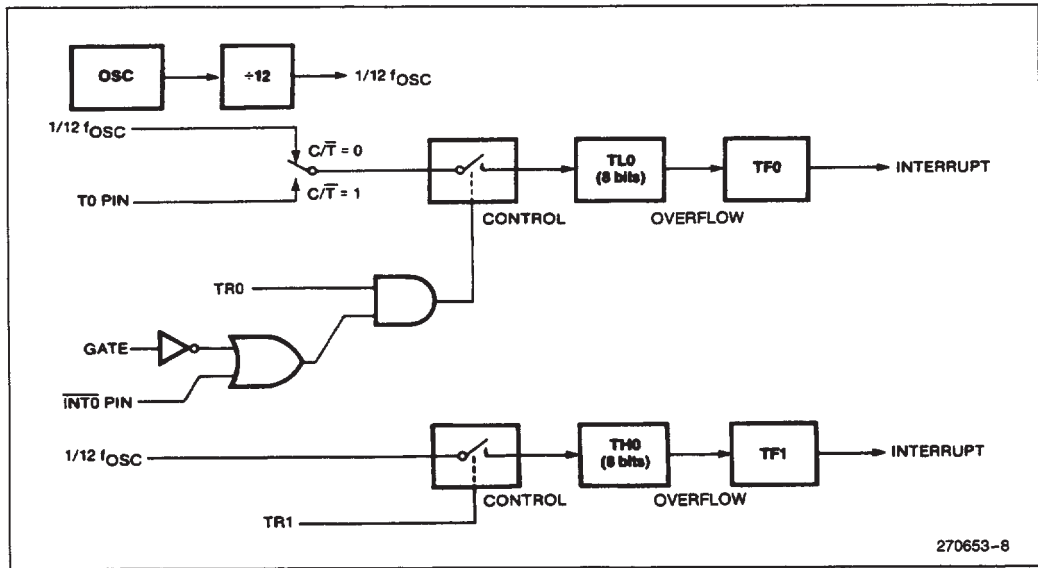 OSC
÷12
1/12 fOSC
1/12 fOSC
C/T̅ = 0
C/T̅ = 1
T0 PIN
CONTROL
TL0
(8 bits)
OVERFLOW
TF0
INTERRUPT
TR0
GATE
I̅N̅T̅0̅ PIN
1/12 fOSC
TR1
CONTROL
TH0
(8 bits)
OVERFLOW
TF1
INTERRUPT
270653–8